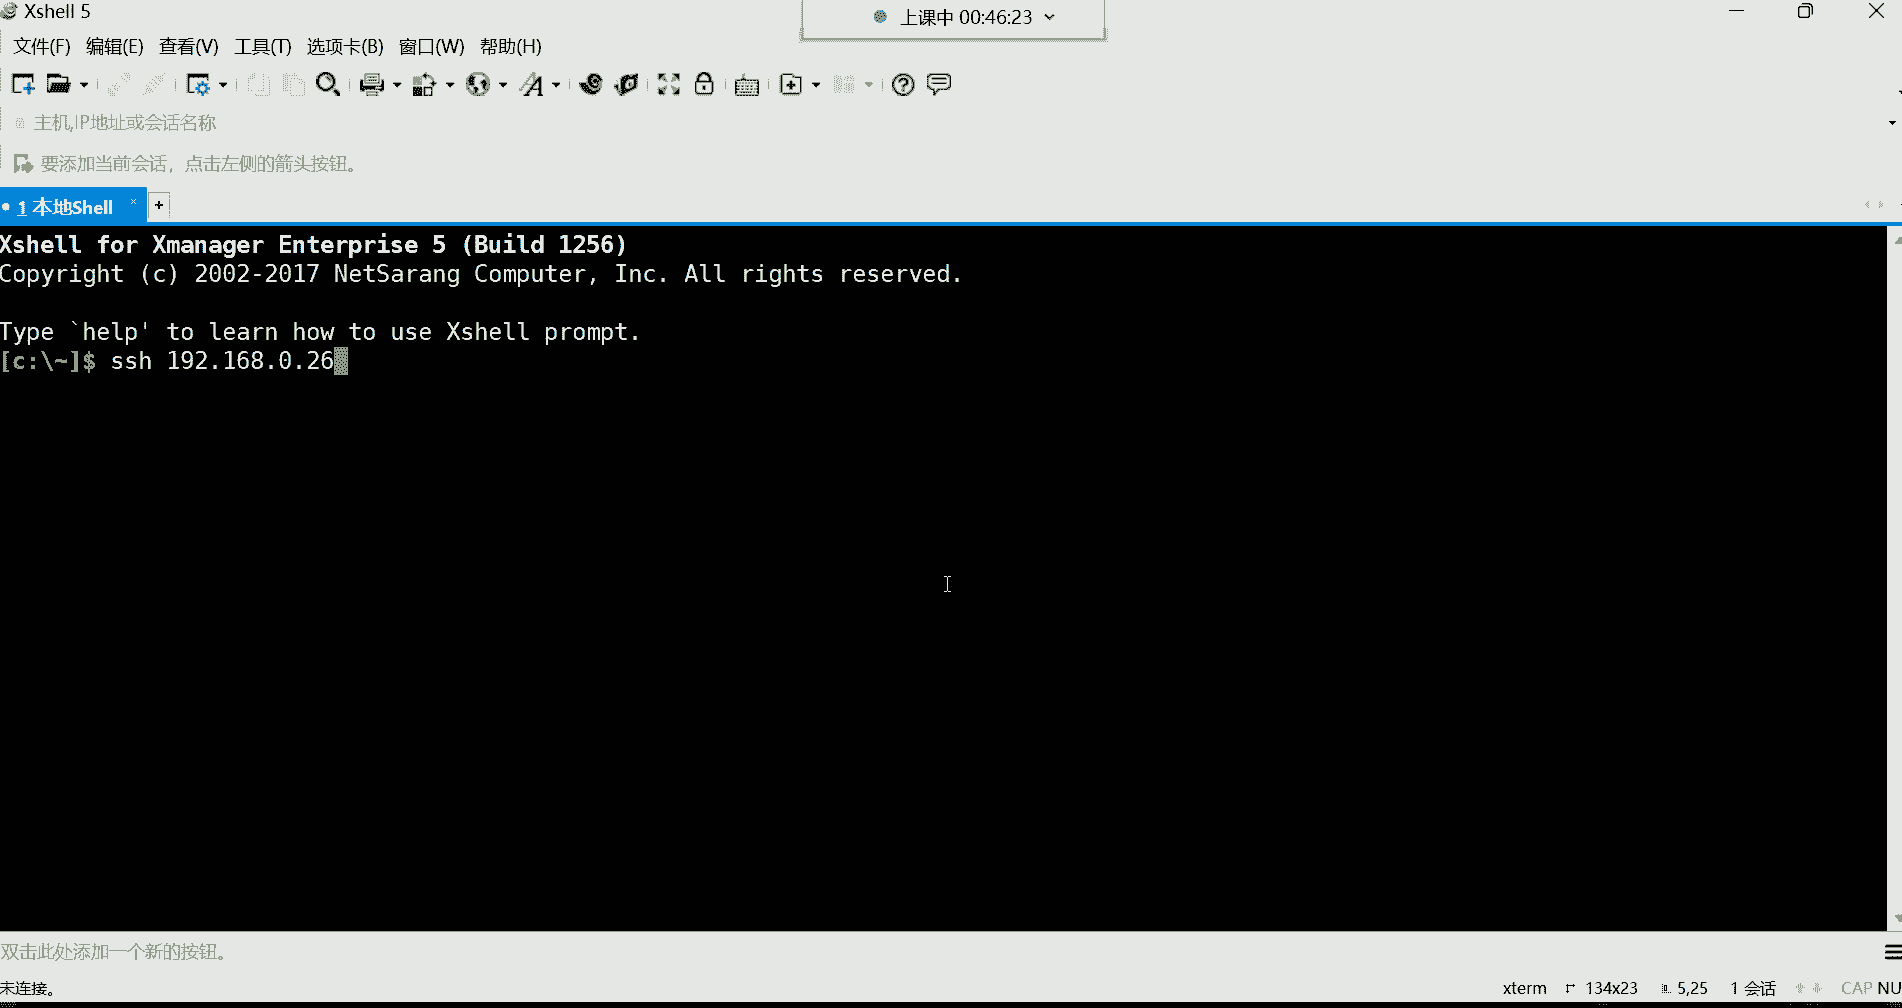 Xshell 5
上课中 00:46:23
文件(F) 编辑(E) 查看(V) 工具(T) 选项卡(B) 窗口(W) 帮助(H)
主机,IP地址或会话名称
要添加当前会话，点击左侧的箭头按钮。
1 本地Shell × +
Xshell for Xmanager Enterprise 5 (Build 1256)
Copyright (c) 2002-2017 NetSarang Computer, Inc. All rights reserved.
Type `help' to learn how to use Xshell prompt.
[c:\~]$ ssh 192.168.0.26
双击此处添加一个新的按钮。
未连接。 xterm 134x23 5,25 1 会话 CAP NU